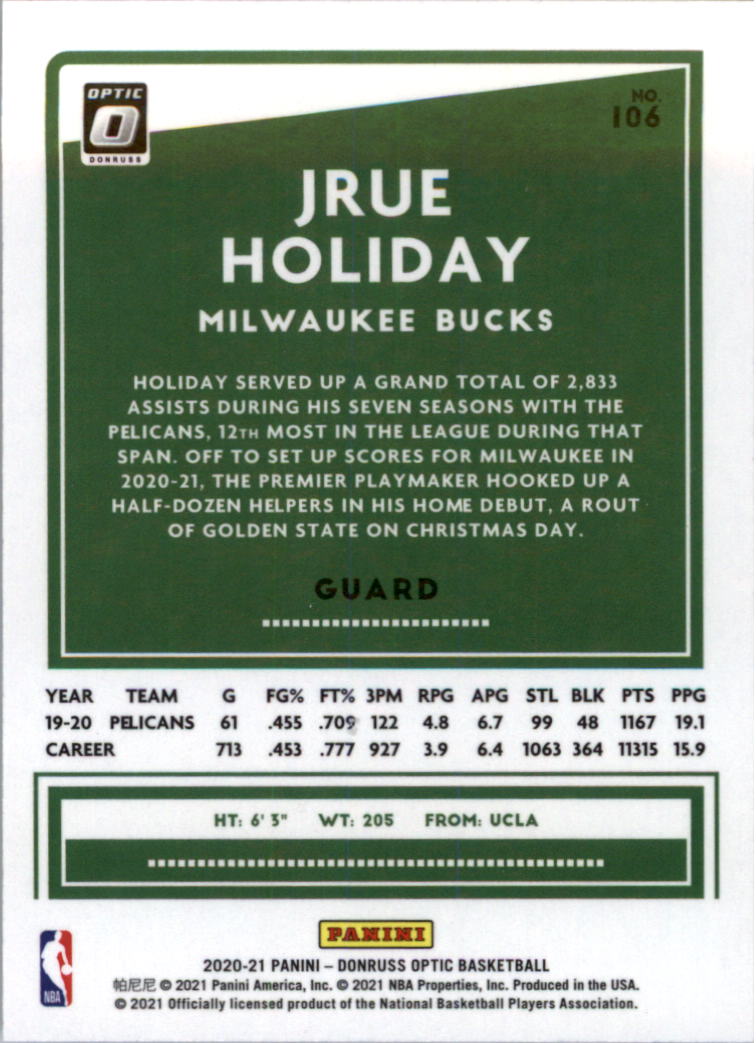 OPTIC
O
DONRUSS
NO.
106
JRUE
HOLIDAY
MILWAUKEE BUCKS
HOLIDAY SERVED UP A GRAND TOTAL OF 2,833
ASSISTS DURING HIS SEVEN SEASONS WITH THE
PELICANS, 12TH MOST IN THE LEAGUE DURING THAT
SPAN. OFF TO SET UP SCORES FOR MILWAUKEE IN
2020-21, THE PREMIER PLAYMAKER HOOKED UP A
HALF-DOZEN HELPERS IN HIS HOME DEBUT, A ROUT
OF GOLDEN STATE ON CHRISTMAS DAY.
GUARD
YEAR TEAM G FG% FT% 3PM RPG APG STL BLK PTS PPG
19-20 PELICANS 61 .455 .709 122 4.8 6.7 99 48 1167 19.1
CAREER 713 .453 .777 927 3.9 6.4 1063 364 11315 15.9
HT: 6' 3" WT: 205 FROM: UCLA
PANINI
NBA
2020-21 PANINI – DONRUSS OPTIC BASKETBALL
帕尼尼 © 2021 Panini America, Inc. © 2021 NBA Properties, Inc. Produced in the USA.
© 2021 Officially licensed product of the National Basketball Players Association.